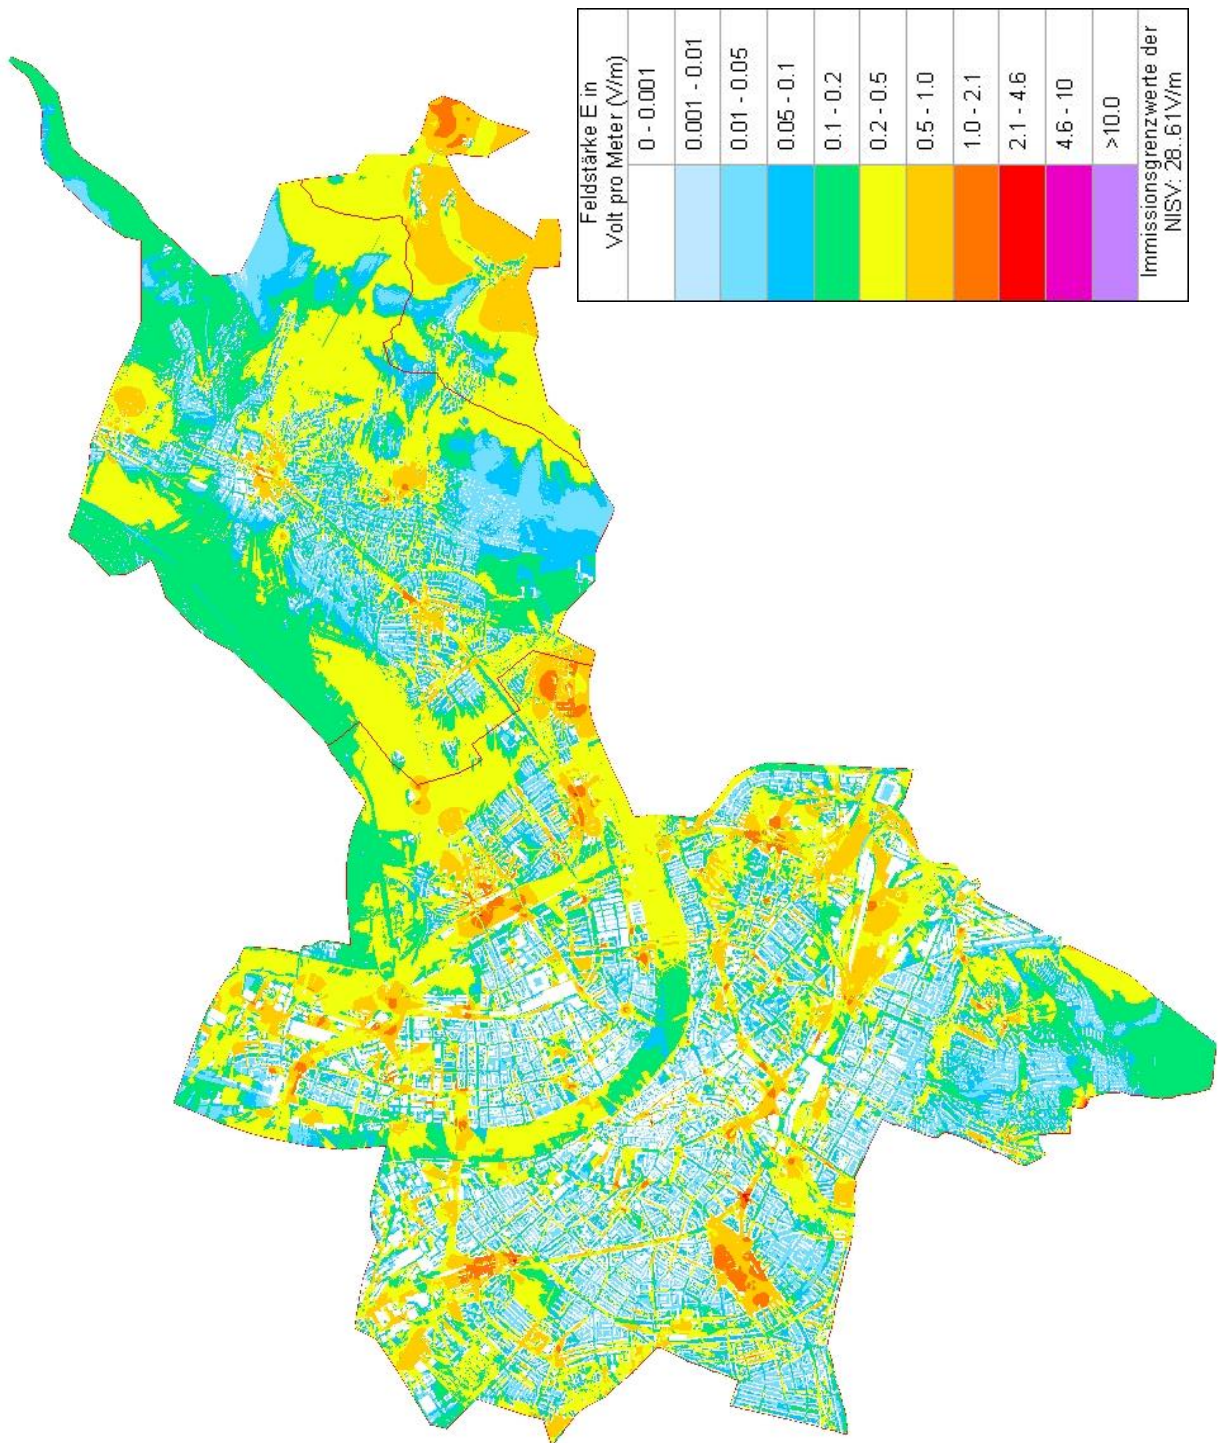 Feldstärke E in
Volt pro Meter (V/m)
0 - 0.001
0.001 - 0.01
0.01 - 0.05
0.05 - 0.1
0.1 - 0.2
0.2 - 0.5
0.5 - 1.0
1.0 - 2.1
2.1 - 4.6
4.6 - 10
>10.0
Immissionsgrenzwerte der
NISV: 28..61V/m